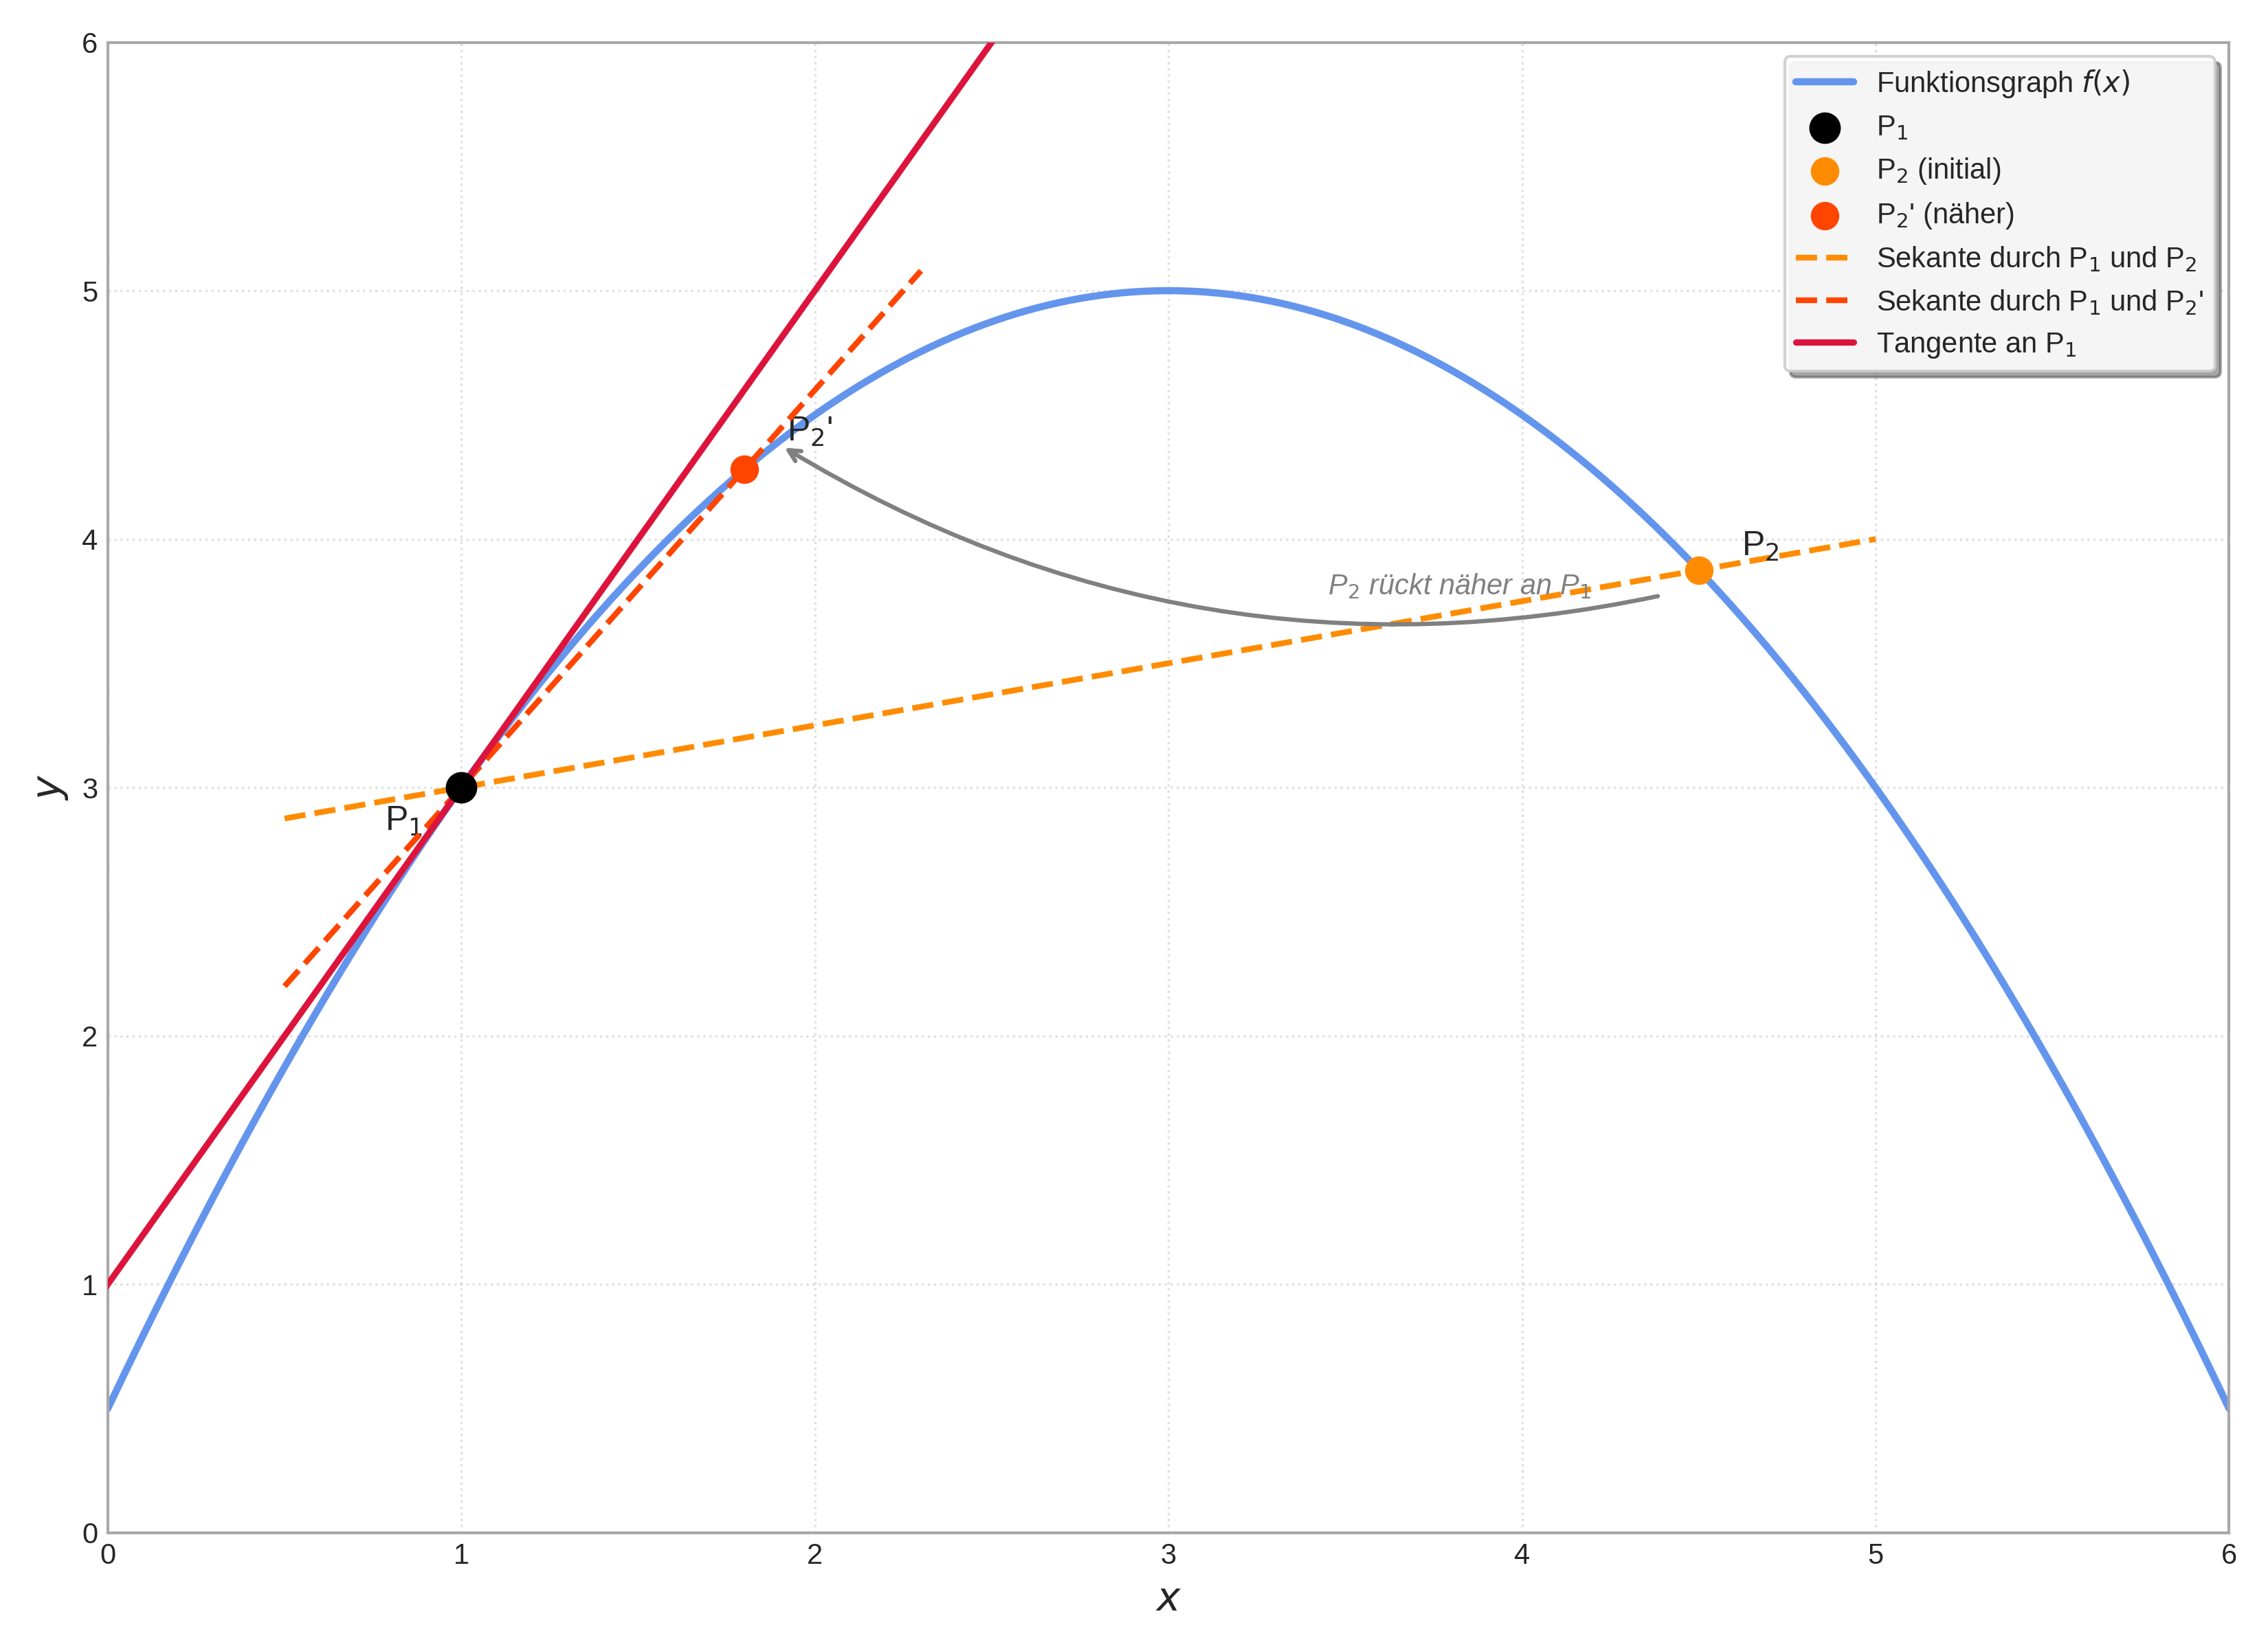 6
5
4
3
2
1
0
y
0 1 2 3 4 5 6
x
Funktionsgraph f(x)
P₁
P₂ (initial)
P₂' (näher)
Sekante durch P₁ und P₂
Sekante durch P₁ und P₂'
Tangente an P₁
P₂'
P₂
P₂ rückt näher an P₁
P₁